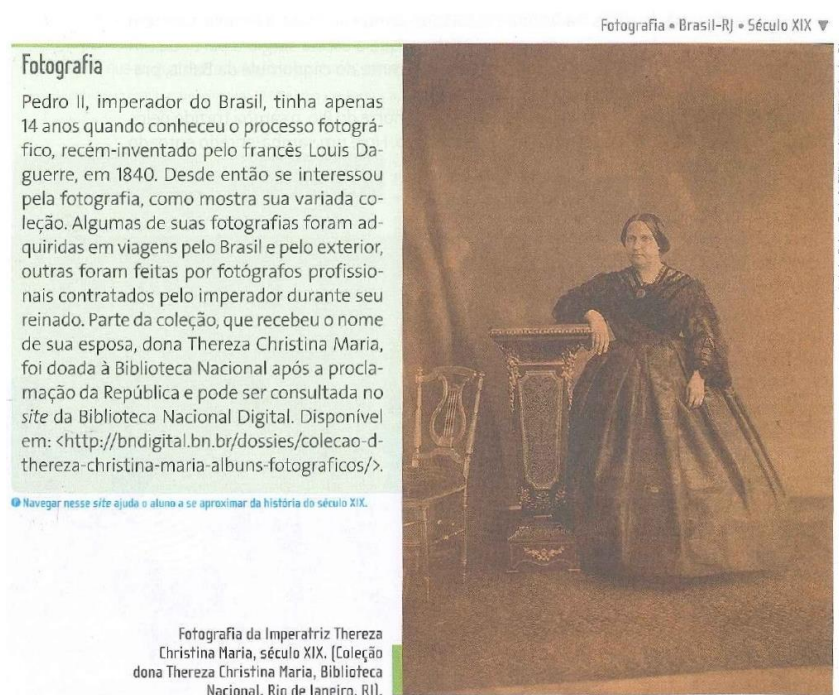 Fotografia • Brasil-RJ • Século XIX ▼
Fotografia
Pedro II, imperador do Brasil, tinha apenas
14 anos quando conheceu o processo fotográ-
fico, recém-inventado pelo francês Louis Da-
guerre, em 1840. Desde então se interessou
pela fotografia, como mostra sua variada co-
leção. Algumas de suas fotografias foram ad-
quiridas em viagens pelo Brasil e pelo exterior,
outras foram feitas por fotógrafos profissio-
nais contratados pelo imperador durante seu
reinado. Parte da coleção, que recebeu o nome
de sua esposa, dona Thereza Christina Maria,
foi doada à Biblioteca Nacional após a procla-
mação da República e pode ser consultada no
site da Biblioteca Nacional Digital. Disponível
em: <http://bndigital.bn.br/dossies/colecao-d-
thereza-christina-maria-albuns-fotograficos/>.
Navegar nesse site ajuda o aluno a se aproximar da história do século XIX.
Fotografia da Imperatriz Thereza
Christina Maria, século XIX. (Coleção
dona Thereza Christina Maria, Biblioteca
Nacional, Rio de Janeiro, RJ).